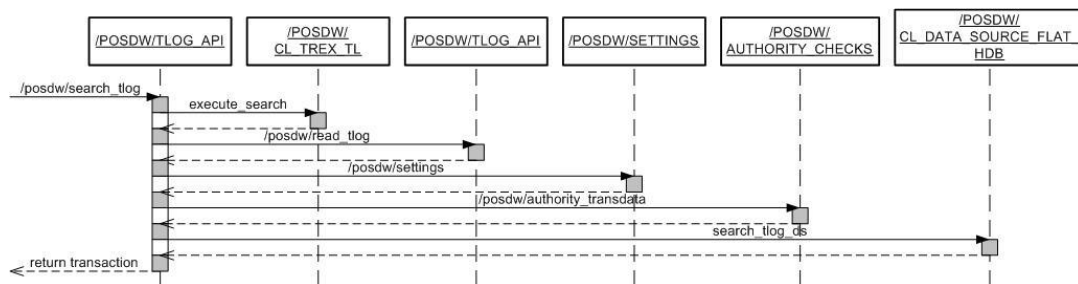 /POSDW/TLOG_API
/POSDW/
CL_TREX_TL
/POSDW/TLOG_API
/POSDW/SETTINGS
/POSDW/
AUTHORITY_CHECKS
/POSDW/
CL_DATA_SOURCE_FLAT_
HDB
/posdw/search_tlog
execute_search
/posdw/read_tlog
/posdw/settings
/posdw/authority_transdata
search_tlog_ds
return transaction